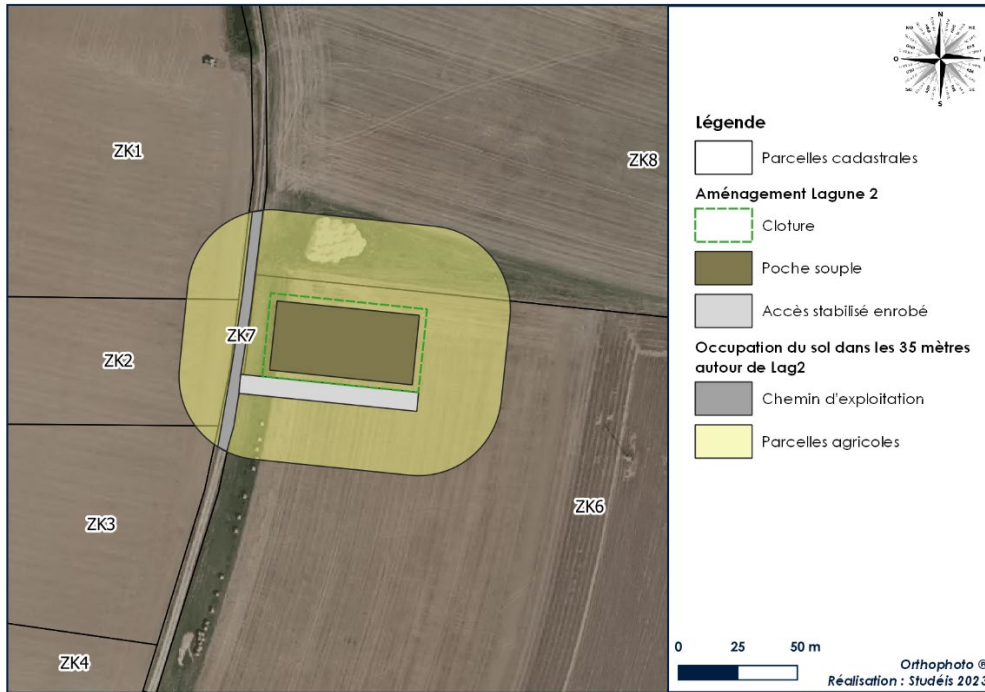 ZK1
ZK8
ZK2
ZK7
ZK3
ZK6
ZK4
N
O
S
Légende
Parcelles cadastrales
Aménagement Lagune 2
Cloture
Poche souple
Accès stabilisé enrobé
Occupation du sol dans les 35 mètres
autour de Lag2
Chemin d'exploitation
Parcelles agricoles
0 25 50 m
Orthophoto ®
Réalisation : Studéis 2023